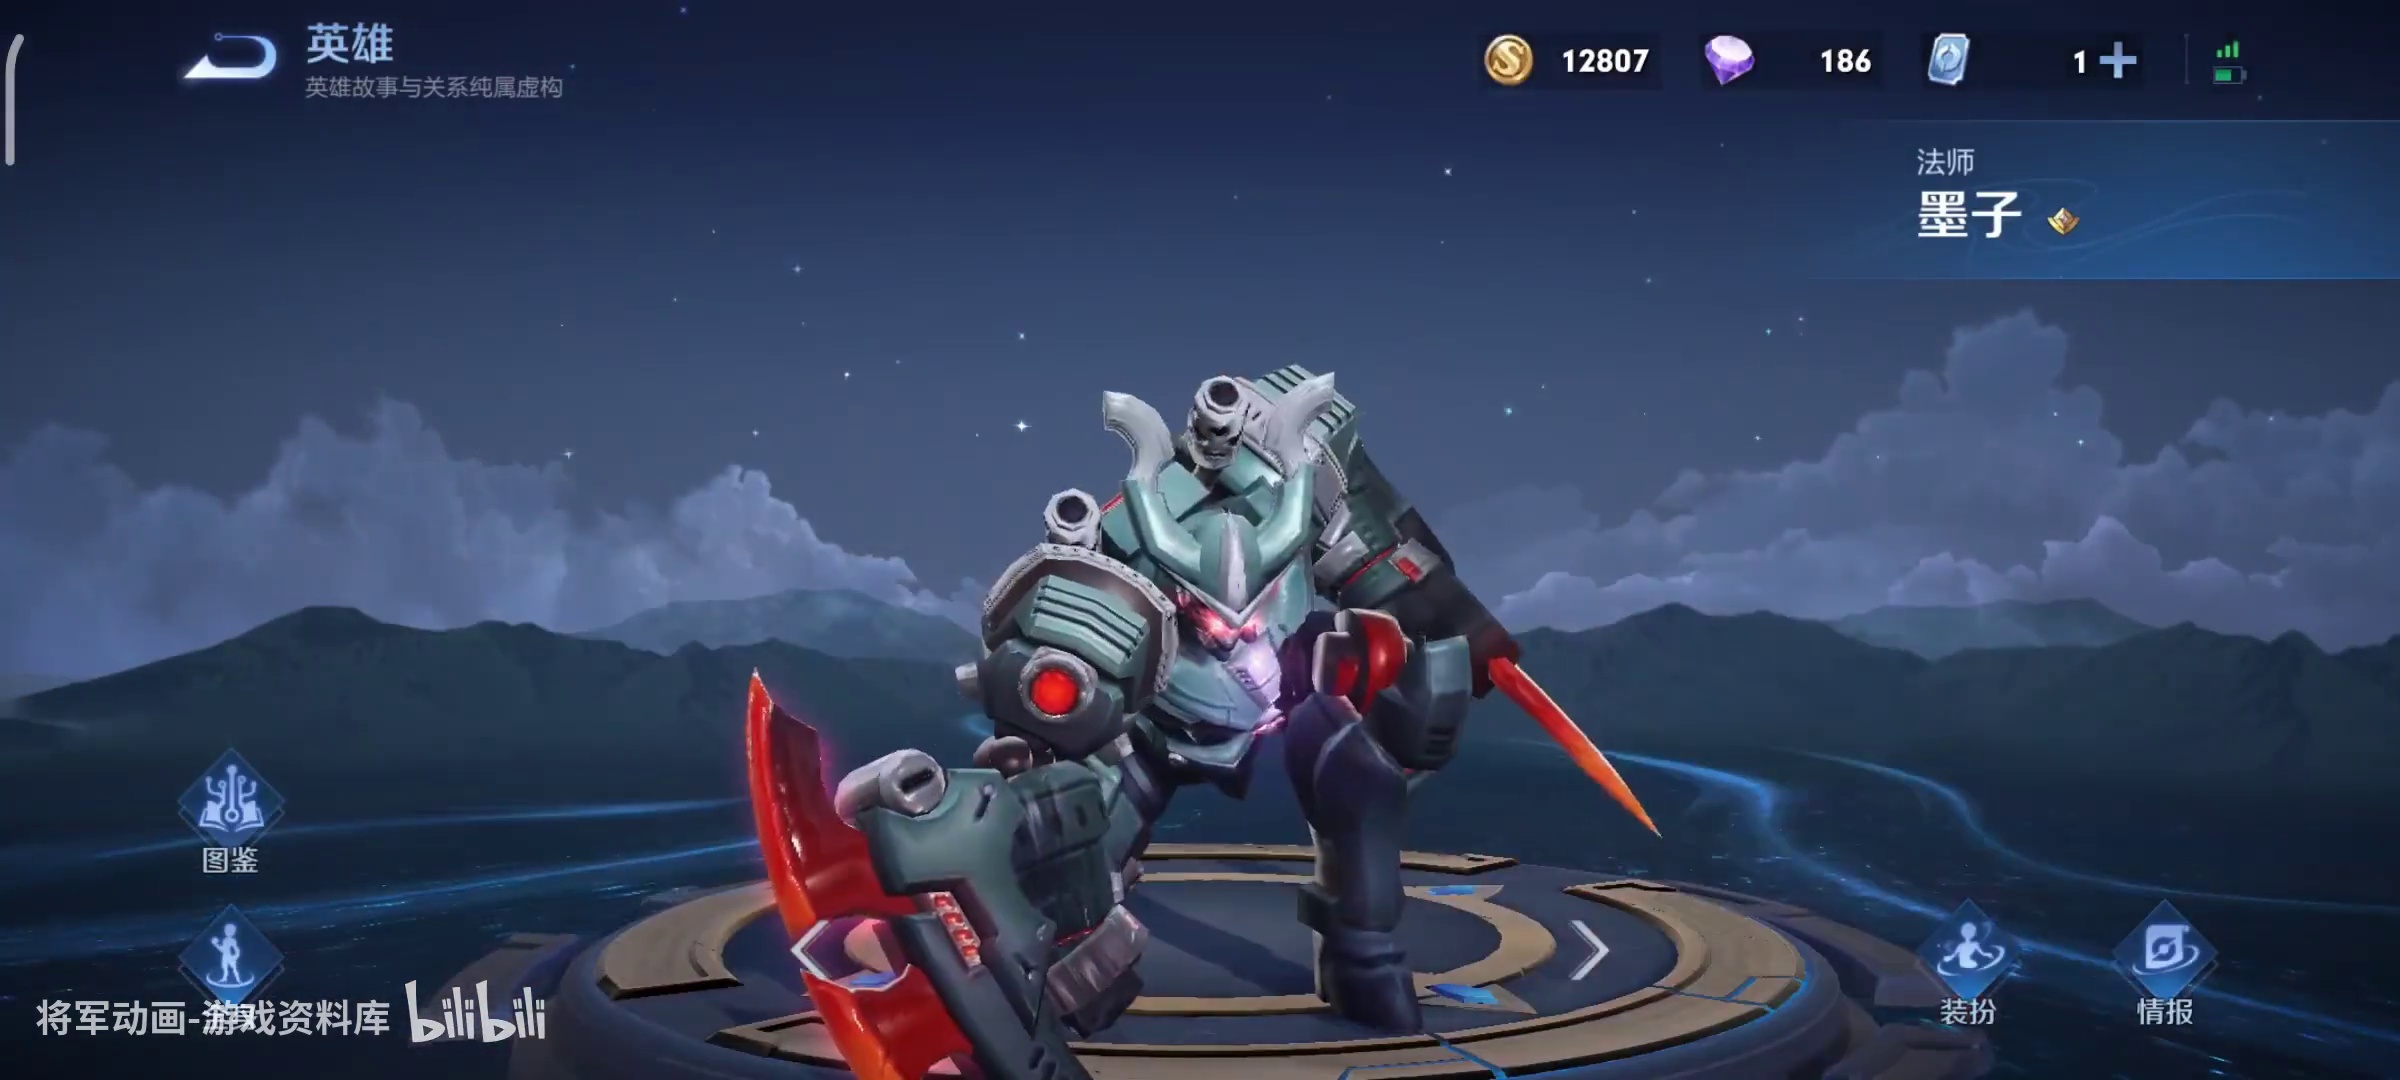 英雄
英雄故事与关系纯属虚构
12807
186
1
法师
墨子
图鉴
装扮
情报
将军动画-游戏资料库 bilibili